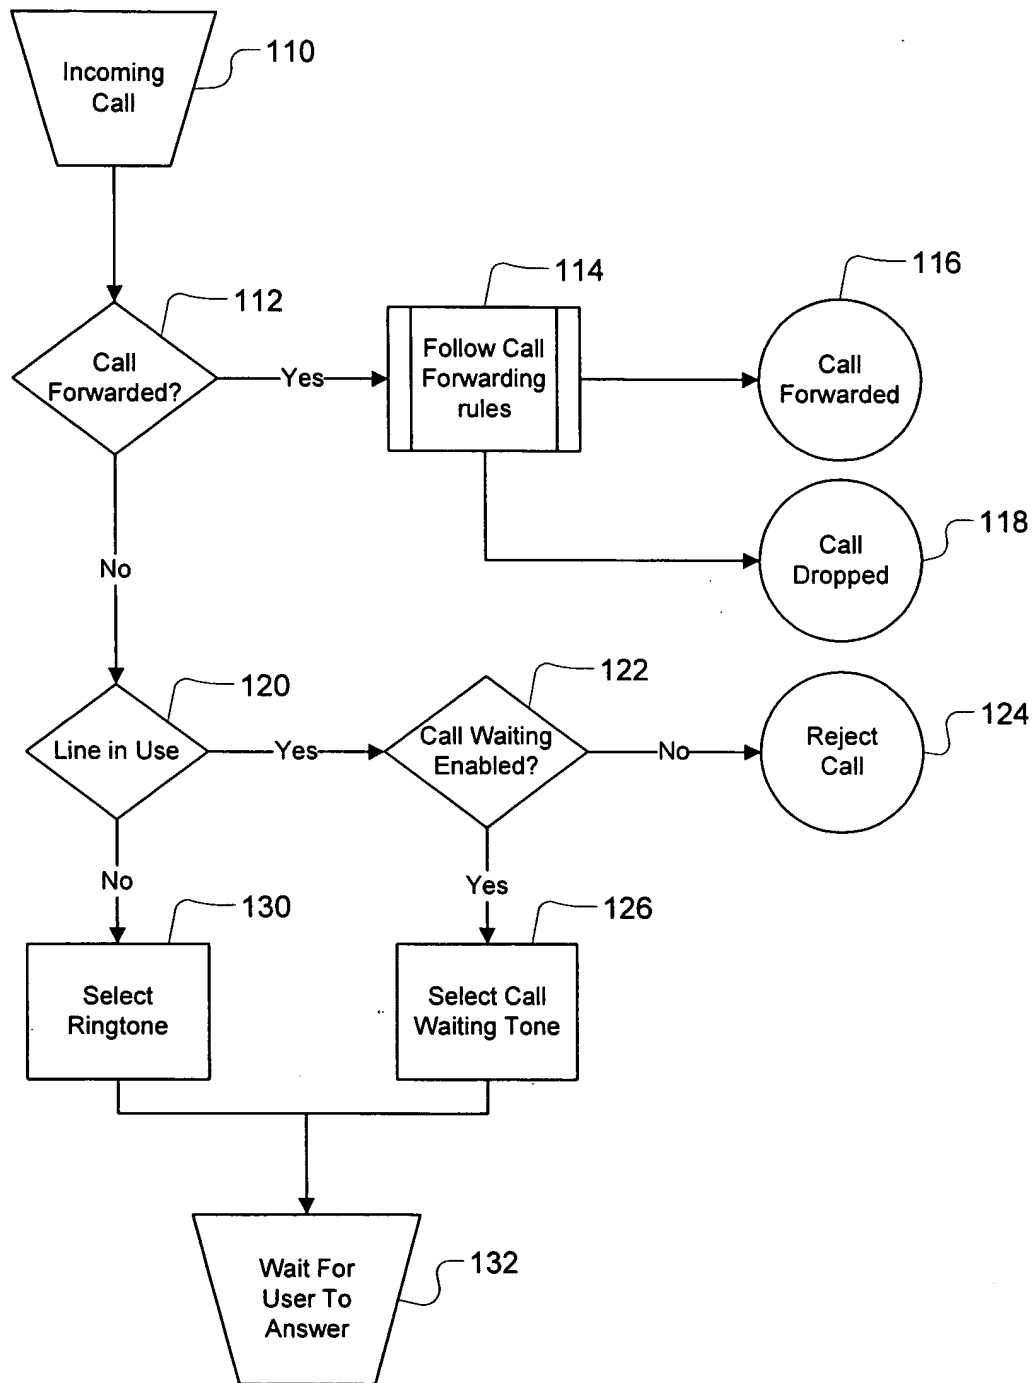 Incoming
Call
110
Call
Forwarded?
112
Yes
Follow Call
Forwarding
rules
114
Call
Forwarded
116
Call
Dropped
118
No
Line in Use
120
Yes
Call Waiting
Enabled?
122
No
Reject
Call
124
No
Yes
Select
Ringtone
130
Select Call
Waiting Tone
126
Wait For
User To
Answer
132